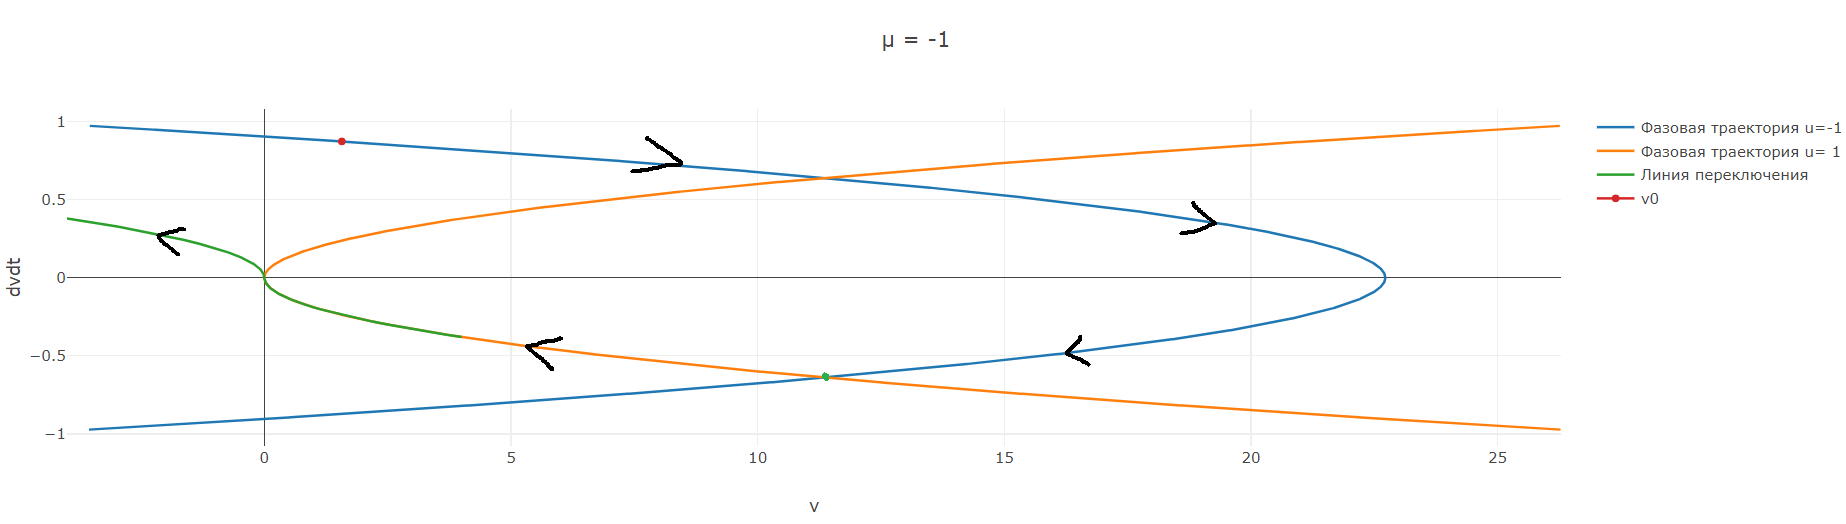 μ = -1
1
0.5
0
−0.5
−1
dvdt
0
5
10
15
20
25
v
Фазовая траектория u=-1
Фазовая траектория u= 1
Линия переключения
v0